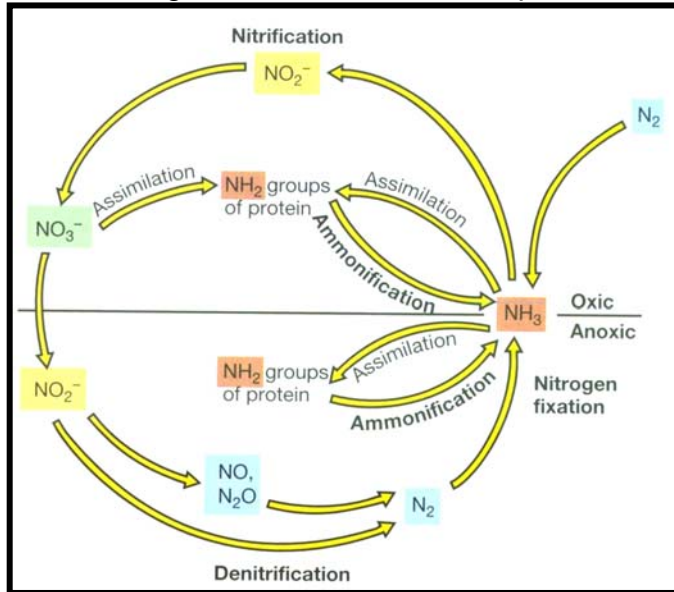 Nitrification
NO₂⁻
N₂
Assimilation
NH₂ groups
of protein
Assimilation
NO₃⁻
Ammonification
NH₃
Oxic
Anoxic
NH₂ groups
of protein
Assimilation
Ammonification
Nitrogen
fixation
NO₂⁻
NO,
N₂O
N₂
Denitrification